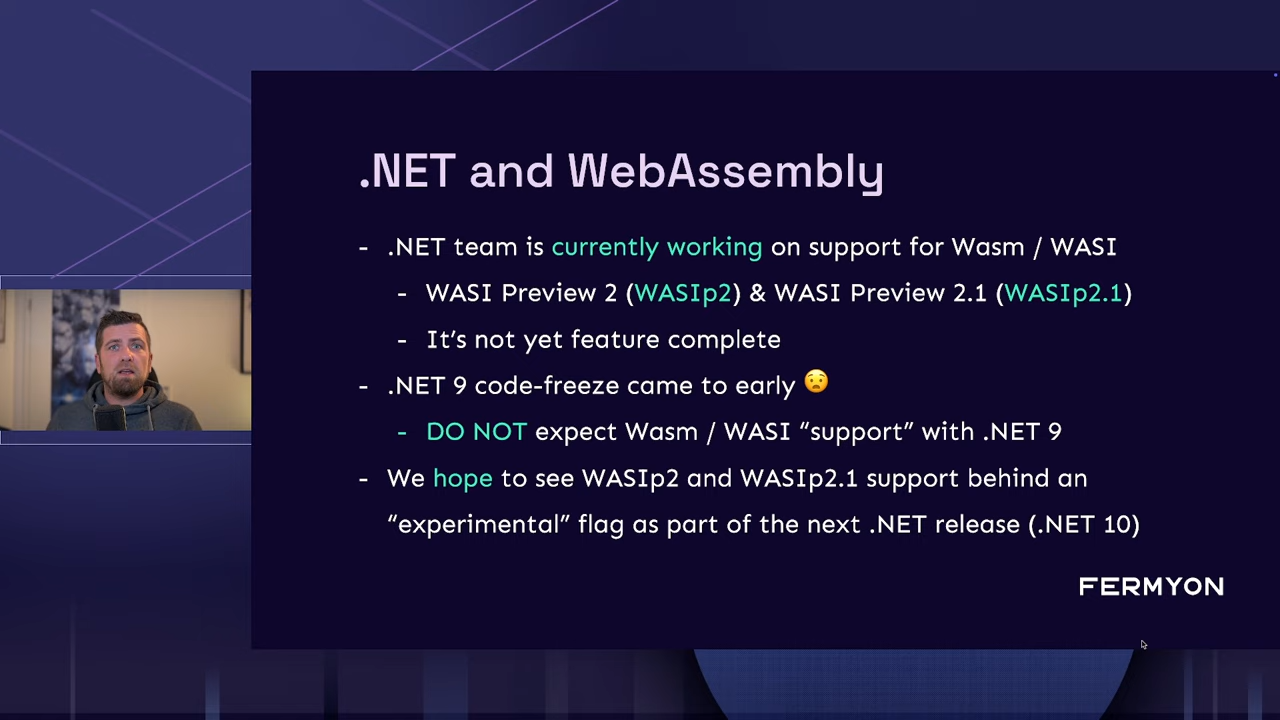 .NET and WebAssembly
- .NET team is currently working on support for Wasm / WASI
- WASI Preview 2 (WASIp2) & WASI Preview 2.1 (WASIp2.1)
- It’s not yet feature complete
- .NET 9 code-freeze came to early 😧
- DO NOT expect Wasm / WASI “support” with .NET 9
- We hope to see WASIp2 and WASIp2.1 support behind an
“experimental” flag as part of the next .NET release (.NET 10)
FERMYON